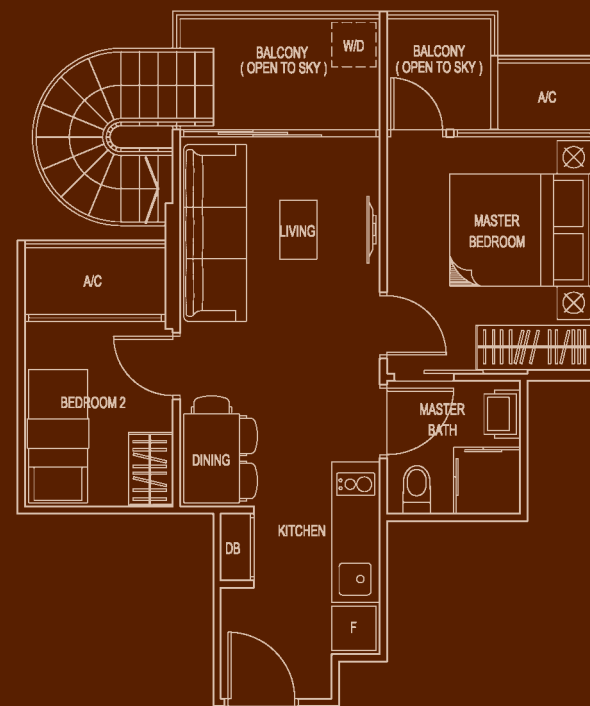 BALCONY
( OPEN TO SKY )
W/D
BALCONY
( OPEN TO SKY )
A/C
LIVING
MASTER
BEDROOM
A/C
BEDROOM 2
MASTER
BATH
DINING
KITCHEN
DB
F